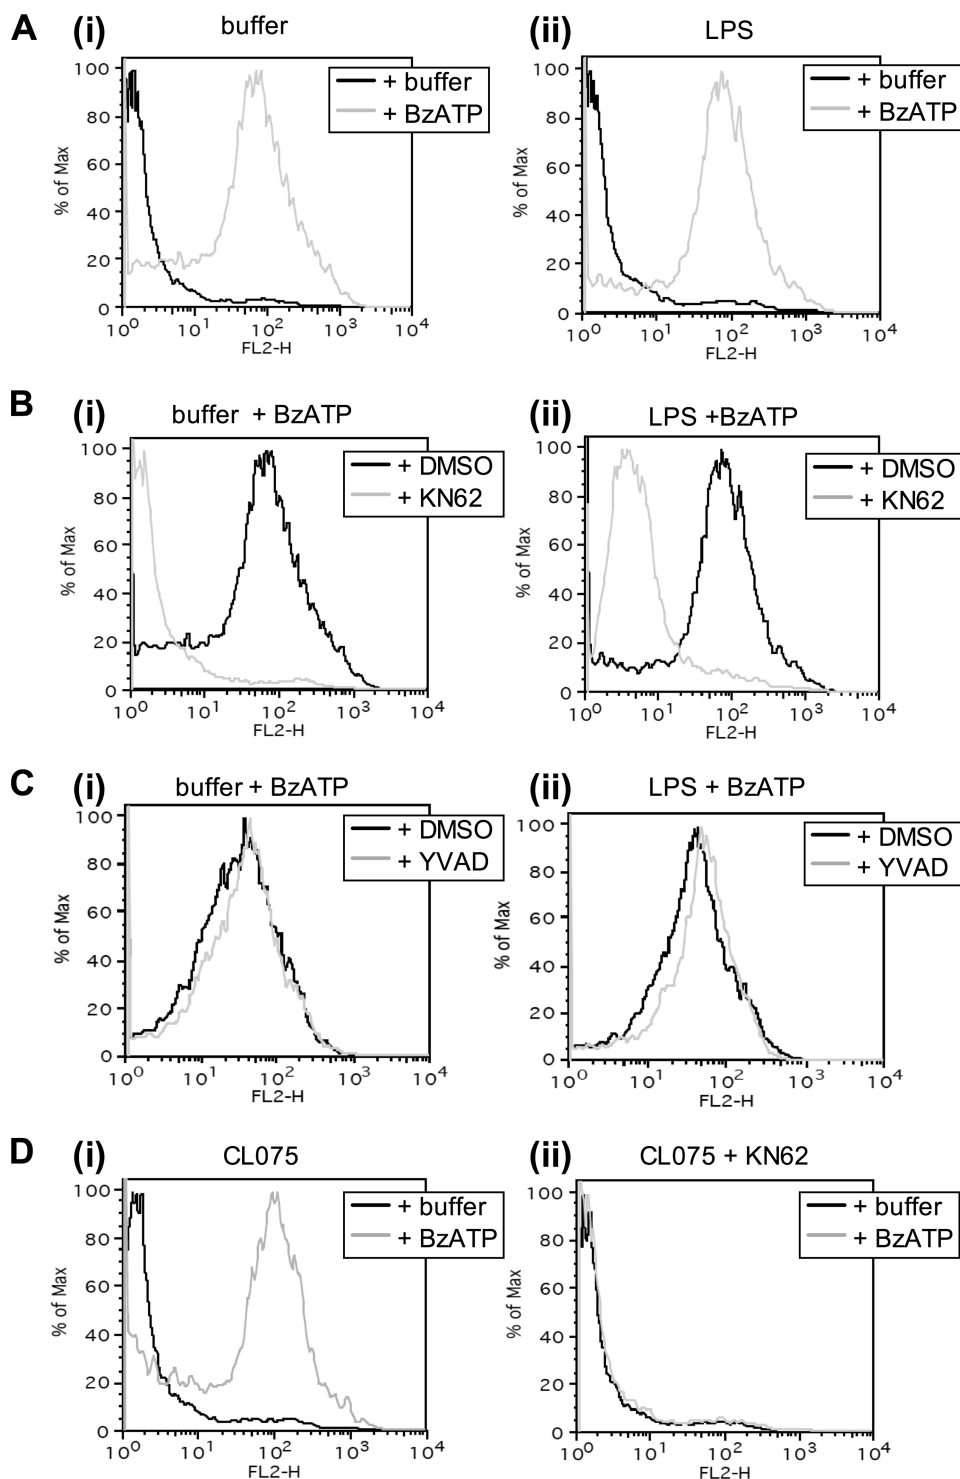 A (i) buffer (ii) LPS
+ buffer
+ BzATP
100
80
60
40
20
0
% of Max
10⁰ 10¹ 10² 10³ 10⁴
FL2-H
+ buffer
+ BzATP
100
80
60
40
20
0
% of Max
10⁰ 10¹ 10² 10³ 10⁴
FL2-H
B (i) buffer + BzATP (ii) LPS +BzATP
+ DMSO
+ KN62
100
80
60
40
20
0
% of Max
10⁰ 10¹ 10² 10³ 10⁴
FL2-H
+ DMSO
+ KN62
100
80
60
40
20
0
% of Max
10⁰ 10¹ 10² 10³ 10⁴
FL2-H
C (i) buffer + BzATP (ii) LPS + BzATP
+ DMSO
+ YVAD
100
80
60
40
20
0
% of Max
10⁰ 10¹ 10² 10³ 10⁴
FL2-H
+ DMSO
+ YVAD
100
80
60
40
20
0
% of Max
10⁰ 10¹ 10² 10³ 10⁴
FL2-H
D (i) CL075 (ii) CL075 + KN62
+ buffer
+ BzATP
100
80
60
40
20
0
% of Max
10⁰ 10¹ 10² 10³ 10⁴
FL2-H
+ buffer
+ BzATP
100
80
60
40
20
0
% of Max
10⁰ 10¹ 10² 10³ 10⁴
FL2-H